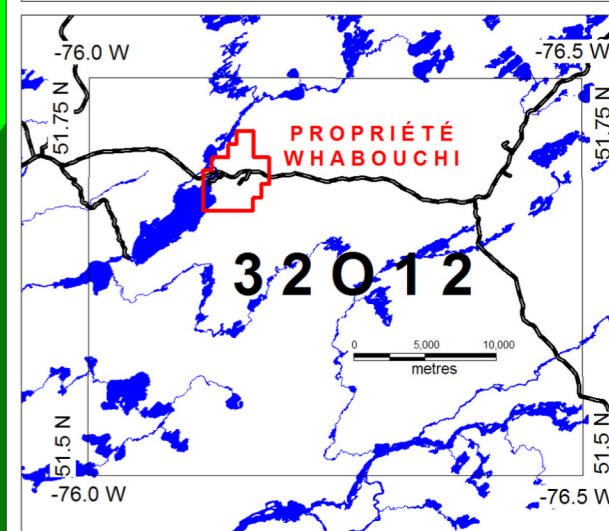 -76.0 W
-76.5 W
51.75 N
51.75 N
PROPRIÉTÉ
WHABOUCHI
32O12
0 5,000 10,000
metres
51.5 N
51.5 N
-76.0 W
-76.5 W